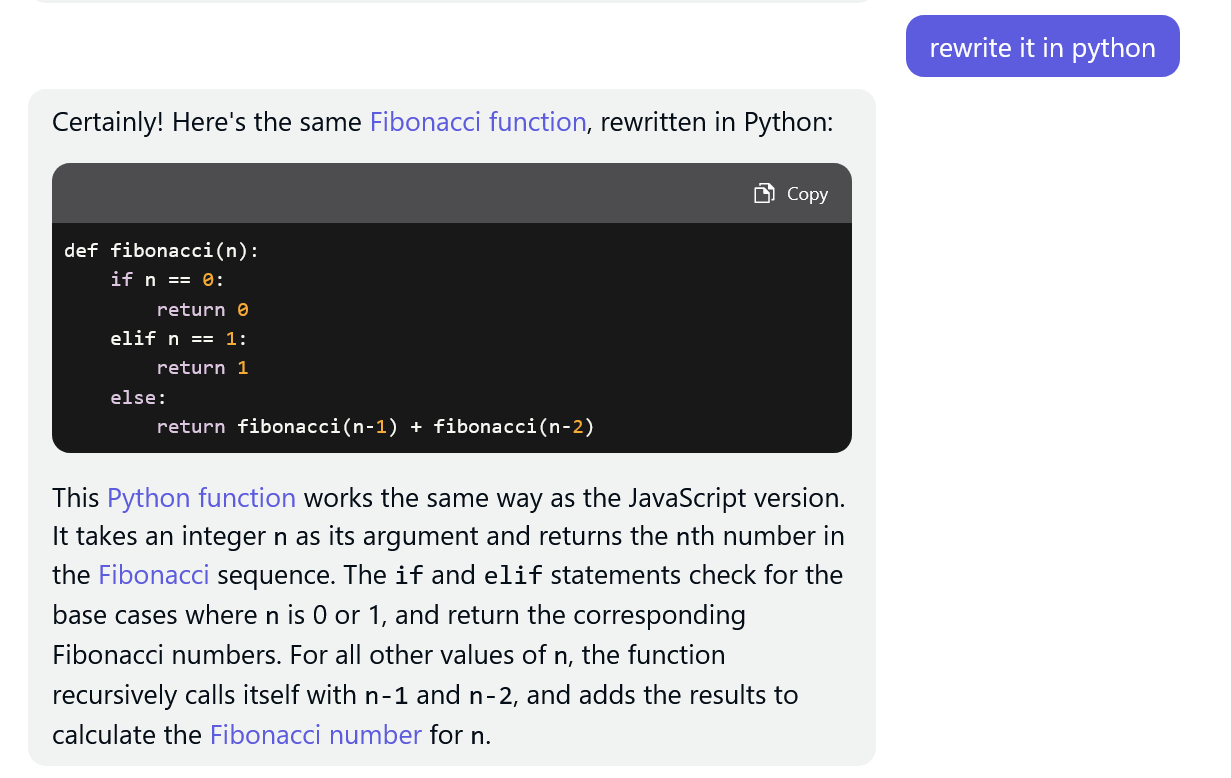 rewrite it in python
Certainly! Here's the same Fibonacci function, rewritten in Python:
Copy
def fibonacci(n):
    if n == 0:
        return 0
    elif n == 1:
        return 1
    else:
        return fibonacci(n-1) + fibonacci(n-2)
This Python function works the same way as the JavaScript version.
It takes an integer n as its argument and returns the nth number in
the Fibonacci sequence. The if and elif statements check for the
base cases where n is 0 or 1, and return the corresponding
Fibonacci numbers. For all other values of n, the function
recursively calls itself with n-1 and n-2, and adds the results to
calculate the Fibonacci number for n.